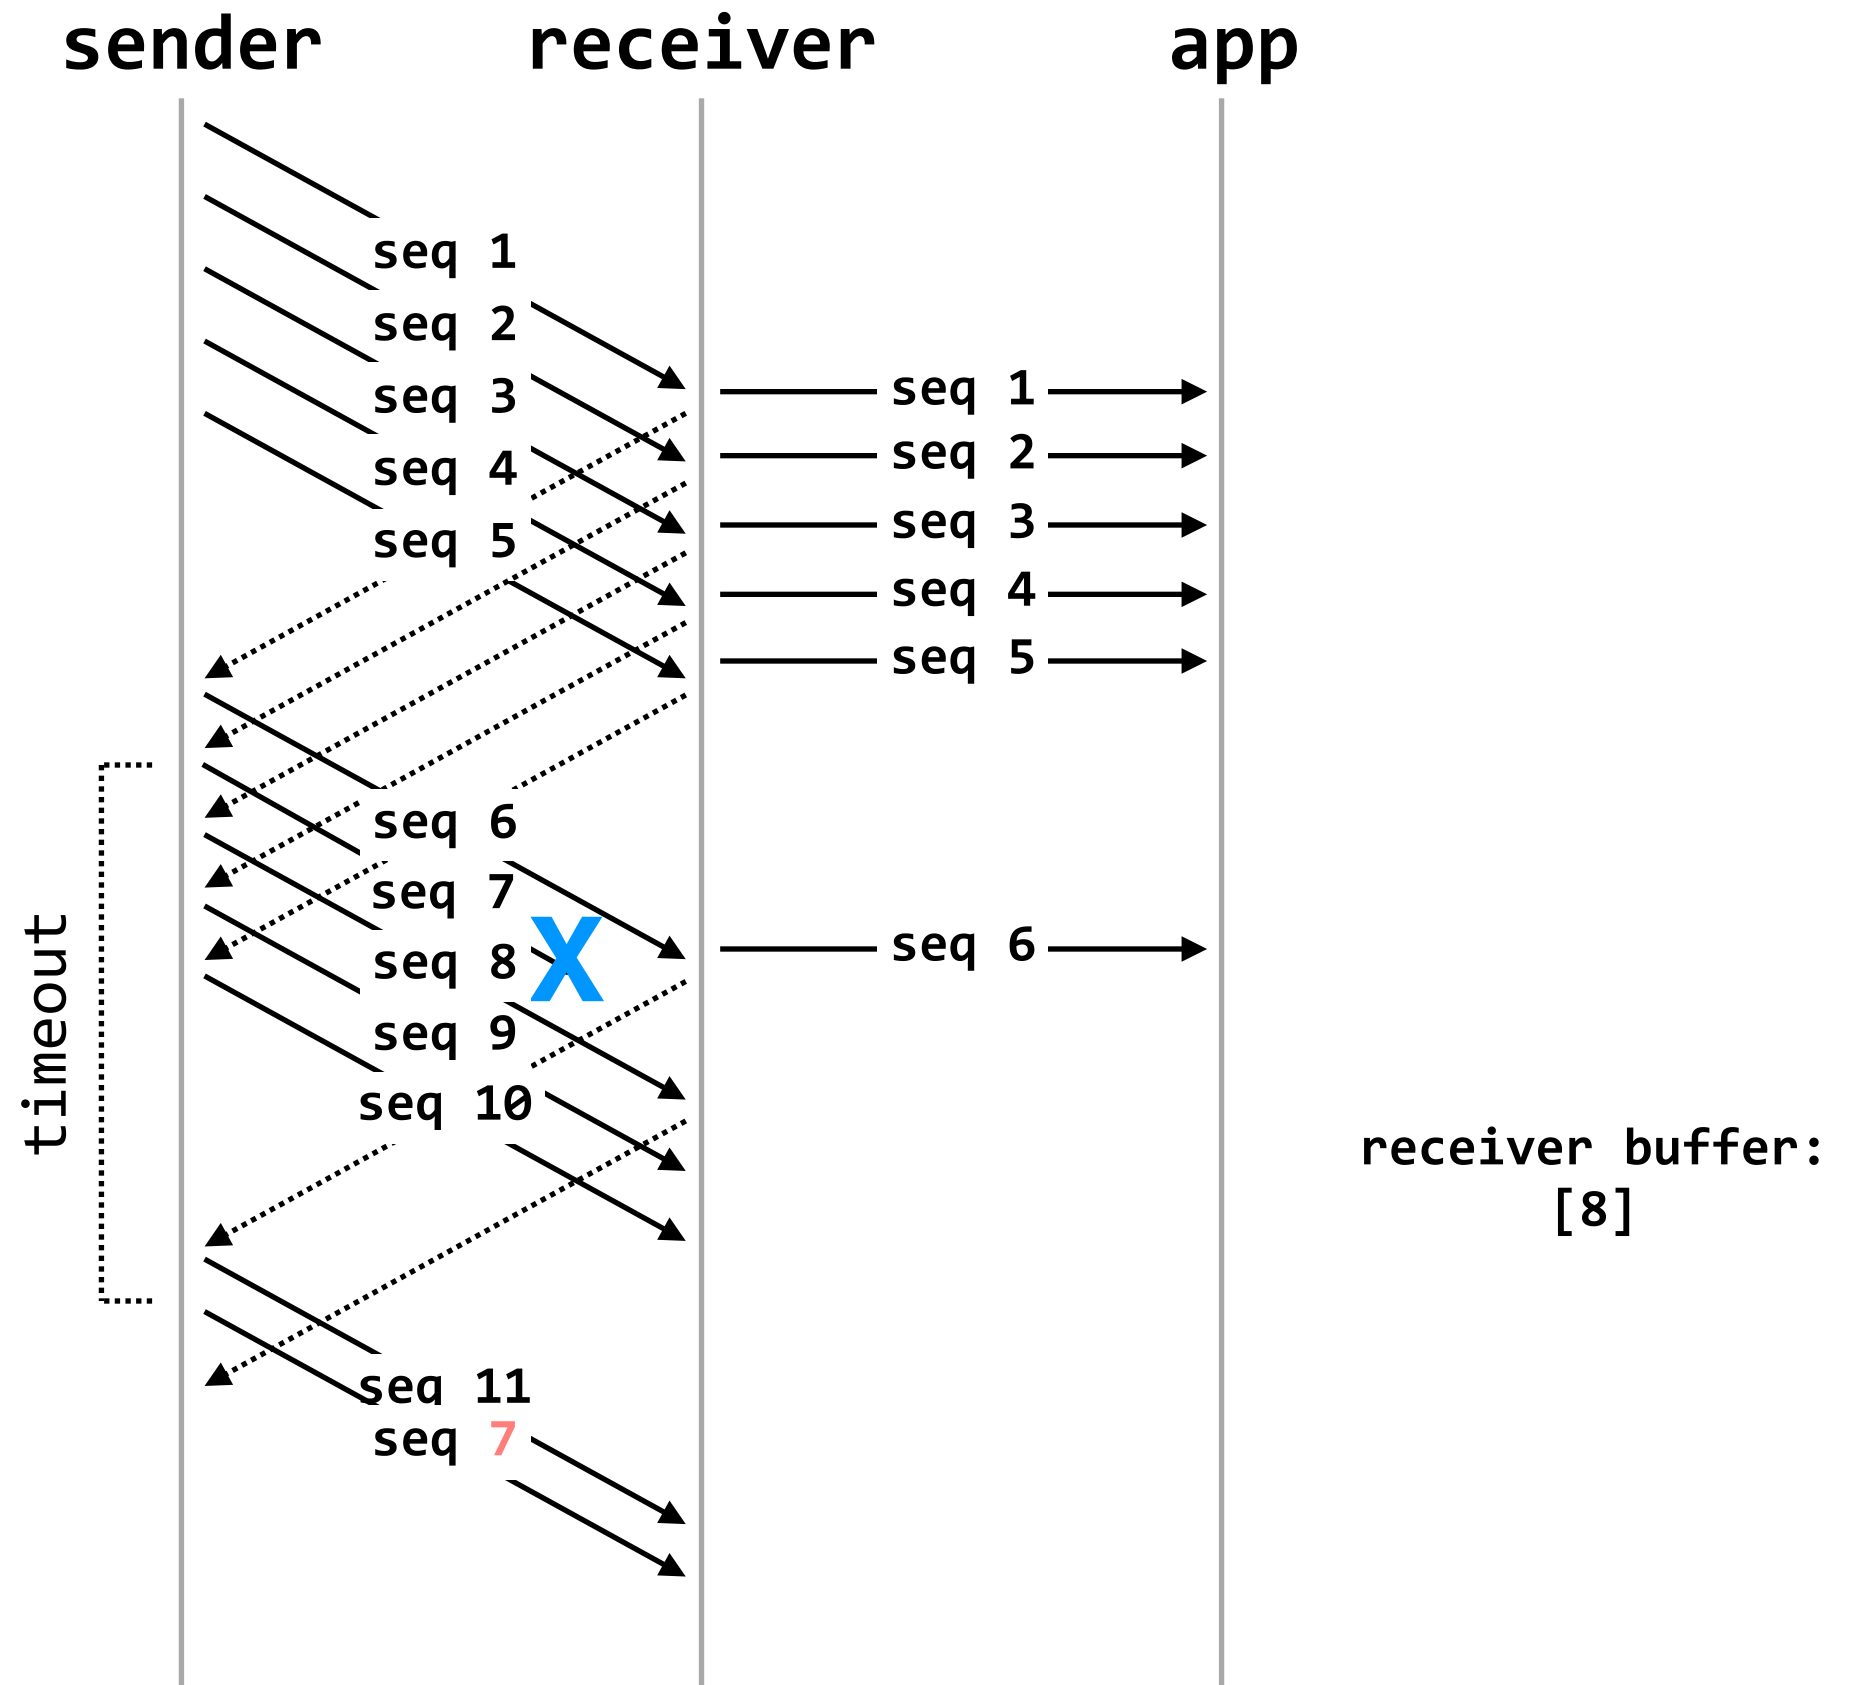 sender receiver app
seq 1
seq 2
seq 3
seq 4
seq 5
seq 1
seq 2
seq 3
seq 4
seq 5
timeout
seq 6
seq 7
seq 8
X
seq 9
seq 10
seq 6
receiver buffer:
[8]
seq 11
seq 7